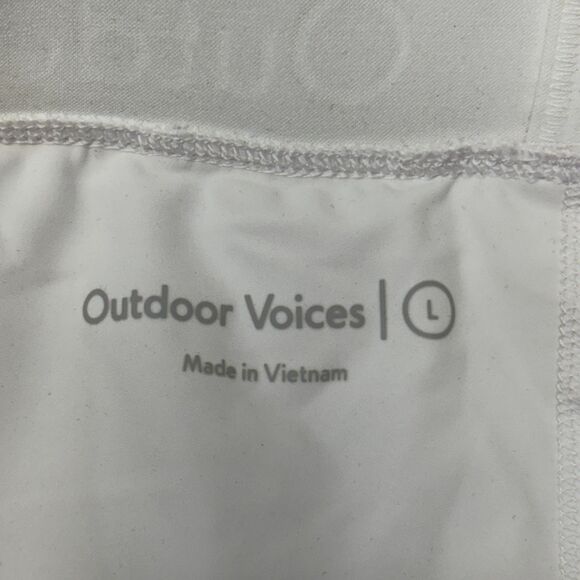 Outdoor Voices | L
Made in Vietnam